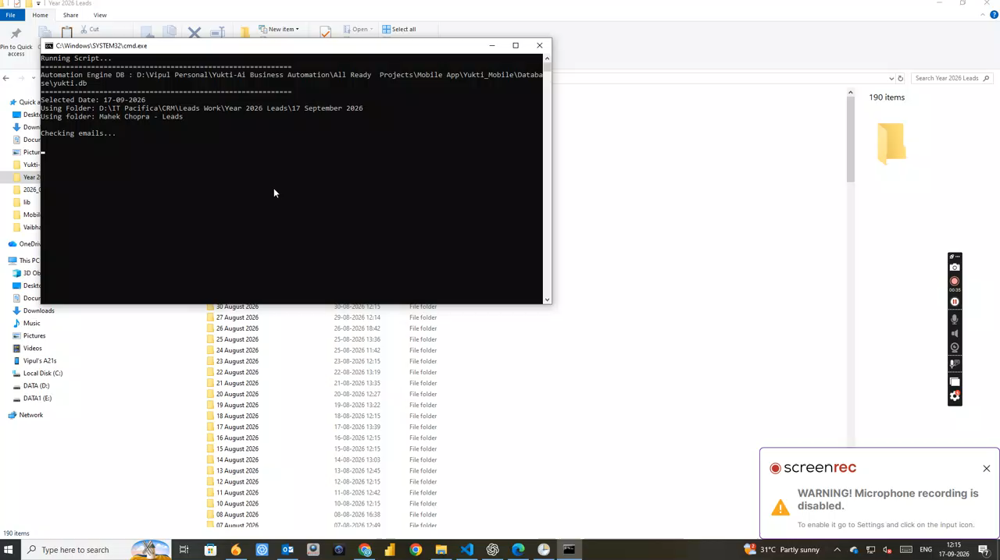 Year 2026 Leads
File
Home
Share
View
Pin to Quick
access
Cut
New item
Open
Select all
C:\Windows\SYSTEM32\cmd.exe
Running Script...
============================================================
Automation Engine DB : D:\Vipul Personal\Yukti-Ai Business Automation\All Ready  Projects\Mobile App\Yukti_Mobile\Databa
se\yukti.db
============================================================
Selected Date: 17-09-2026
Using Folder: D:\IT Pacifica\CRM\Leads Work\Year 2026 Leads\17 September 2026
Using folder: Mahek Chopra - Leads
Checking emails...
Search Year 2026 Leads
190 items
Quick a
Deskt
Down
Docu
Pictur
Yukti-
Year 2
2026_0
lib
Mobil
Vaibh
OneDriv
This PC
3D Ob
Deskt
Docur
Downloads
Music
Pictures
Videos
Vipul's A21s
Local Disk (C:)
DATA (D:)
DATA1 (E:)
Network
30 August 2026 30-08-2026 12:15 File folder
27 August 2026 29-08-2026 12:14 File folder
26 August 2026 26-08-2026 18:42 File folder
25 August 2026 25-08-2026 13:36 File folder
24 August 2026 25-08-2026 11:42 File folder
23 August 2026 23-08-2026 12:15 File folder
22 August 2026 22-08-2026 13:19 File folder
21 August 2026 21-08-2026 13:35 File folder
20 August 2026 20-08-2026 12:27 File folder
19 August 2026 19-08-2026 13:22 File folder
18 August 2026 18-08-2026 12:15 File folder
17 August 2026 17-08-2026 13:39 File folder
16 August 2026 16-08-2026 12:15 File folder
15 August 2026 15-08-2026 12:15 File folder
14 August 2026 14-08-2026 13:03 File folder
13 August 2026 13-08-2026 12:45 File folder
12 August 2026 12-08-2026 12:15 File folder
11 August 2026 11-08-2026 12:42 File folder
10 August 2026 10-08-2026 12:15 File folder
08 August 2026 08-08-2026 16:38 File folder
07 August 2026 07-08-2026 12:49 File folder
00:35
screenrec
WARNING! Microphone recording is
disabled.
To enable it go to Settings and click on the input icon.
190 items
Type here to search
31°C Partly sunny
ENG
12:15
17-09-2026